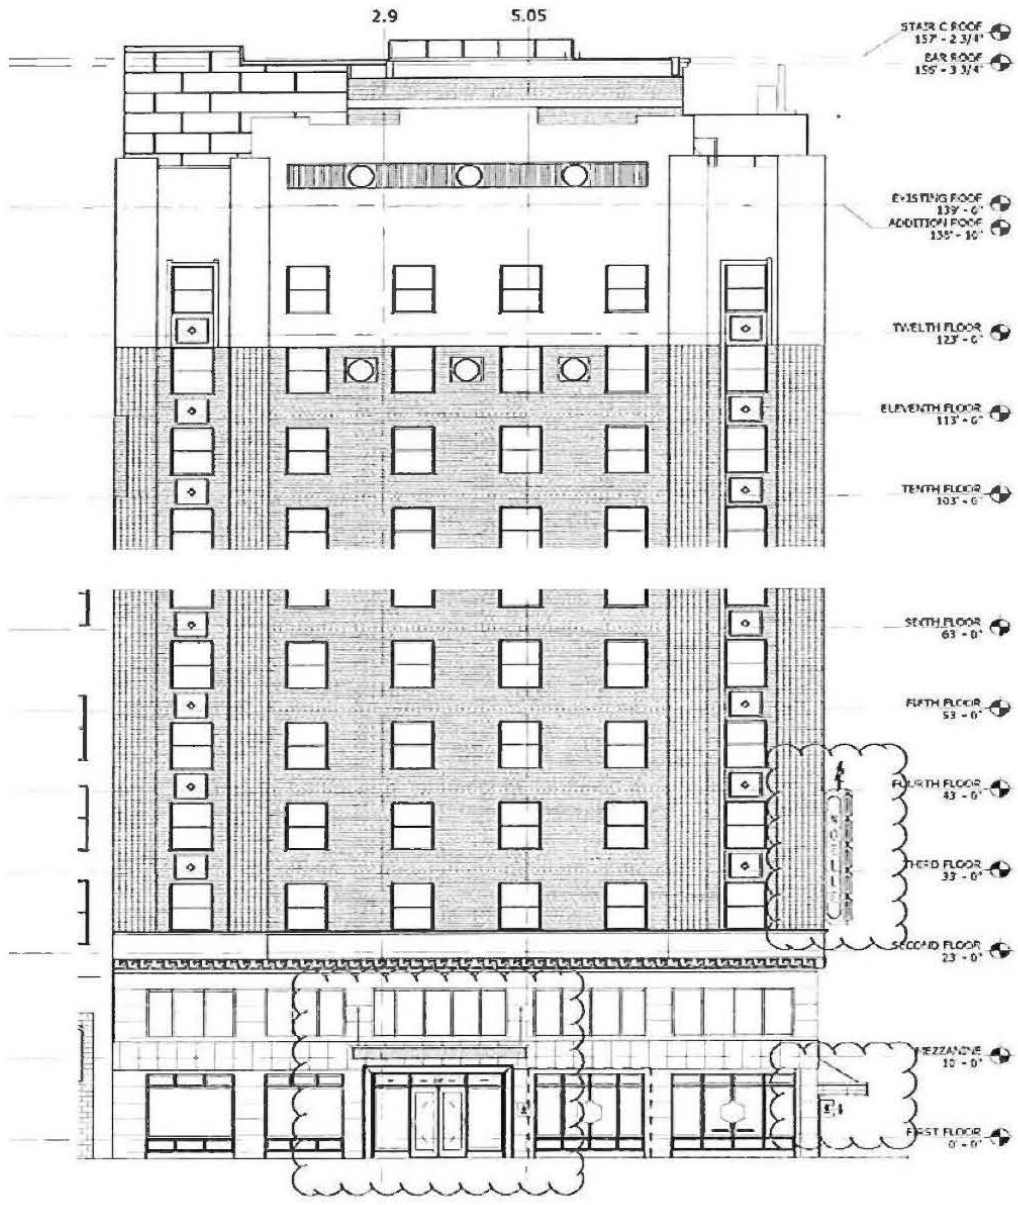 2.9 5.05
STAIR C ROOF
157' - 2 3/4"
BAR ROOF
155' - 3 3/4"
EXISTING ROOF
139' - 0"
ADDITION ROOF
138' - 10"
TWELTH FLOOR
123' - 0"
ELEVENTH FLOOR
113' - 0"
TENTH FLOOR
103' - 0"
SIXTH FLOOR
63' - 0"
FIFTH FLOOR
53' - 0"
FOURTH FLOOR
43' - 0"
THIRD FLOOR
33' - 0"
SECOND FLOOR
23' - 0"
MEZZANINE
10' - 0"
FIRST FLOOR
0' - 0"